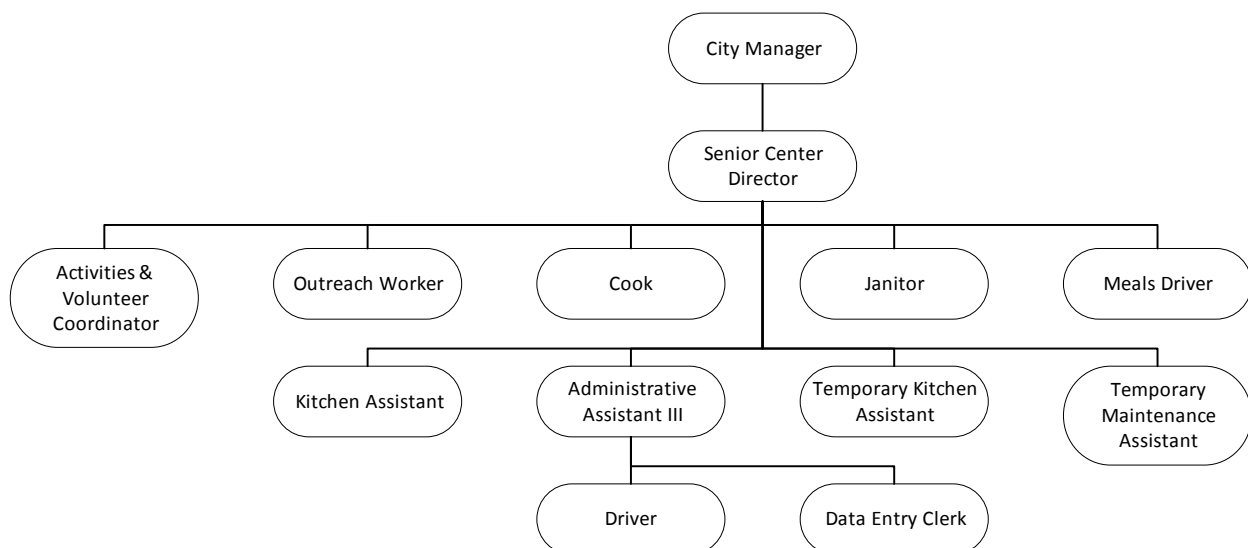 City Manager
Senior Center
Director
Activities &
Volunteer
Coordinator
Outreach Worker
Cook
Janitor
Meals Driver
Kitchen Assistant
Administrative
Assistant III
Temporary Kitchen
Assistant
Temporary
Maintenance
Assistant
Driver
Data Entry Clerk